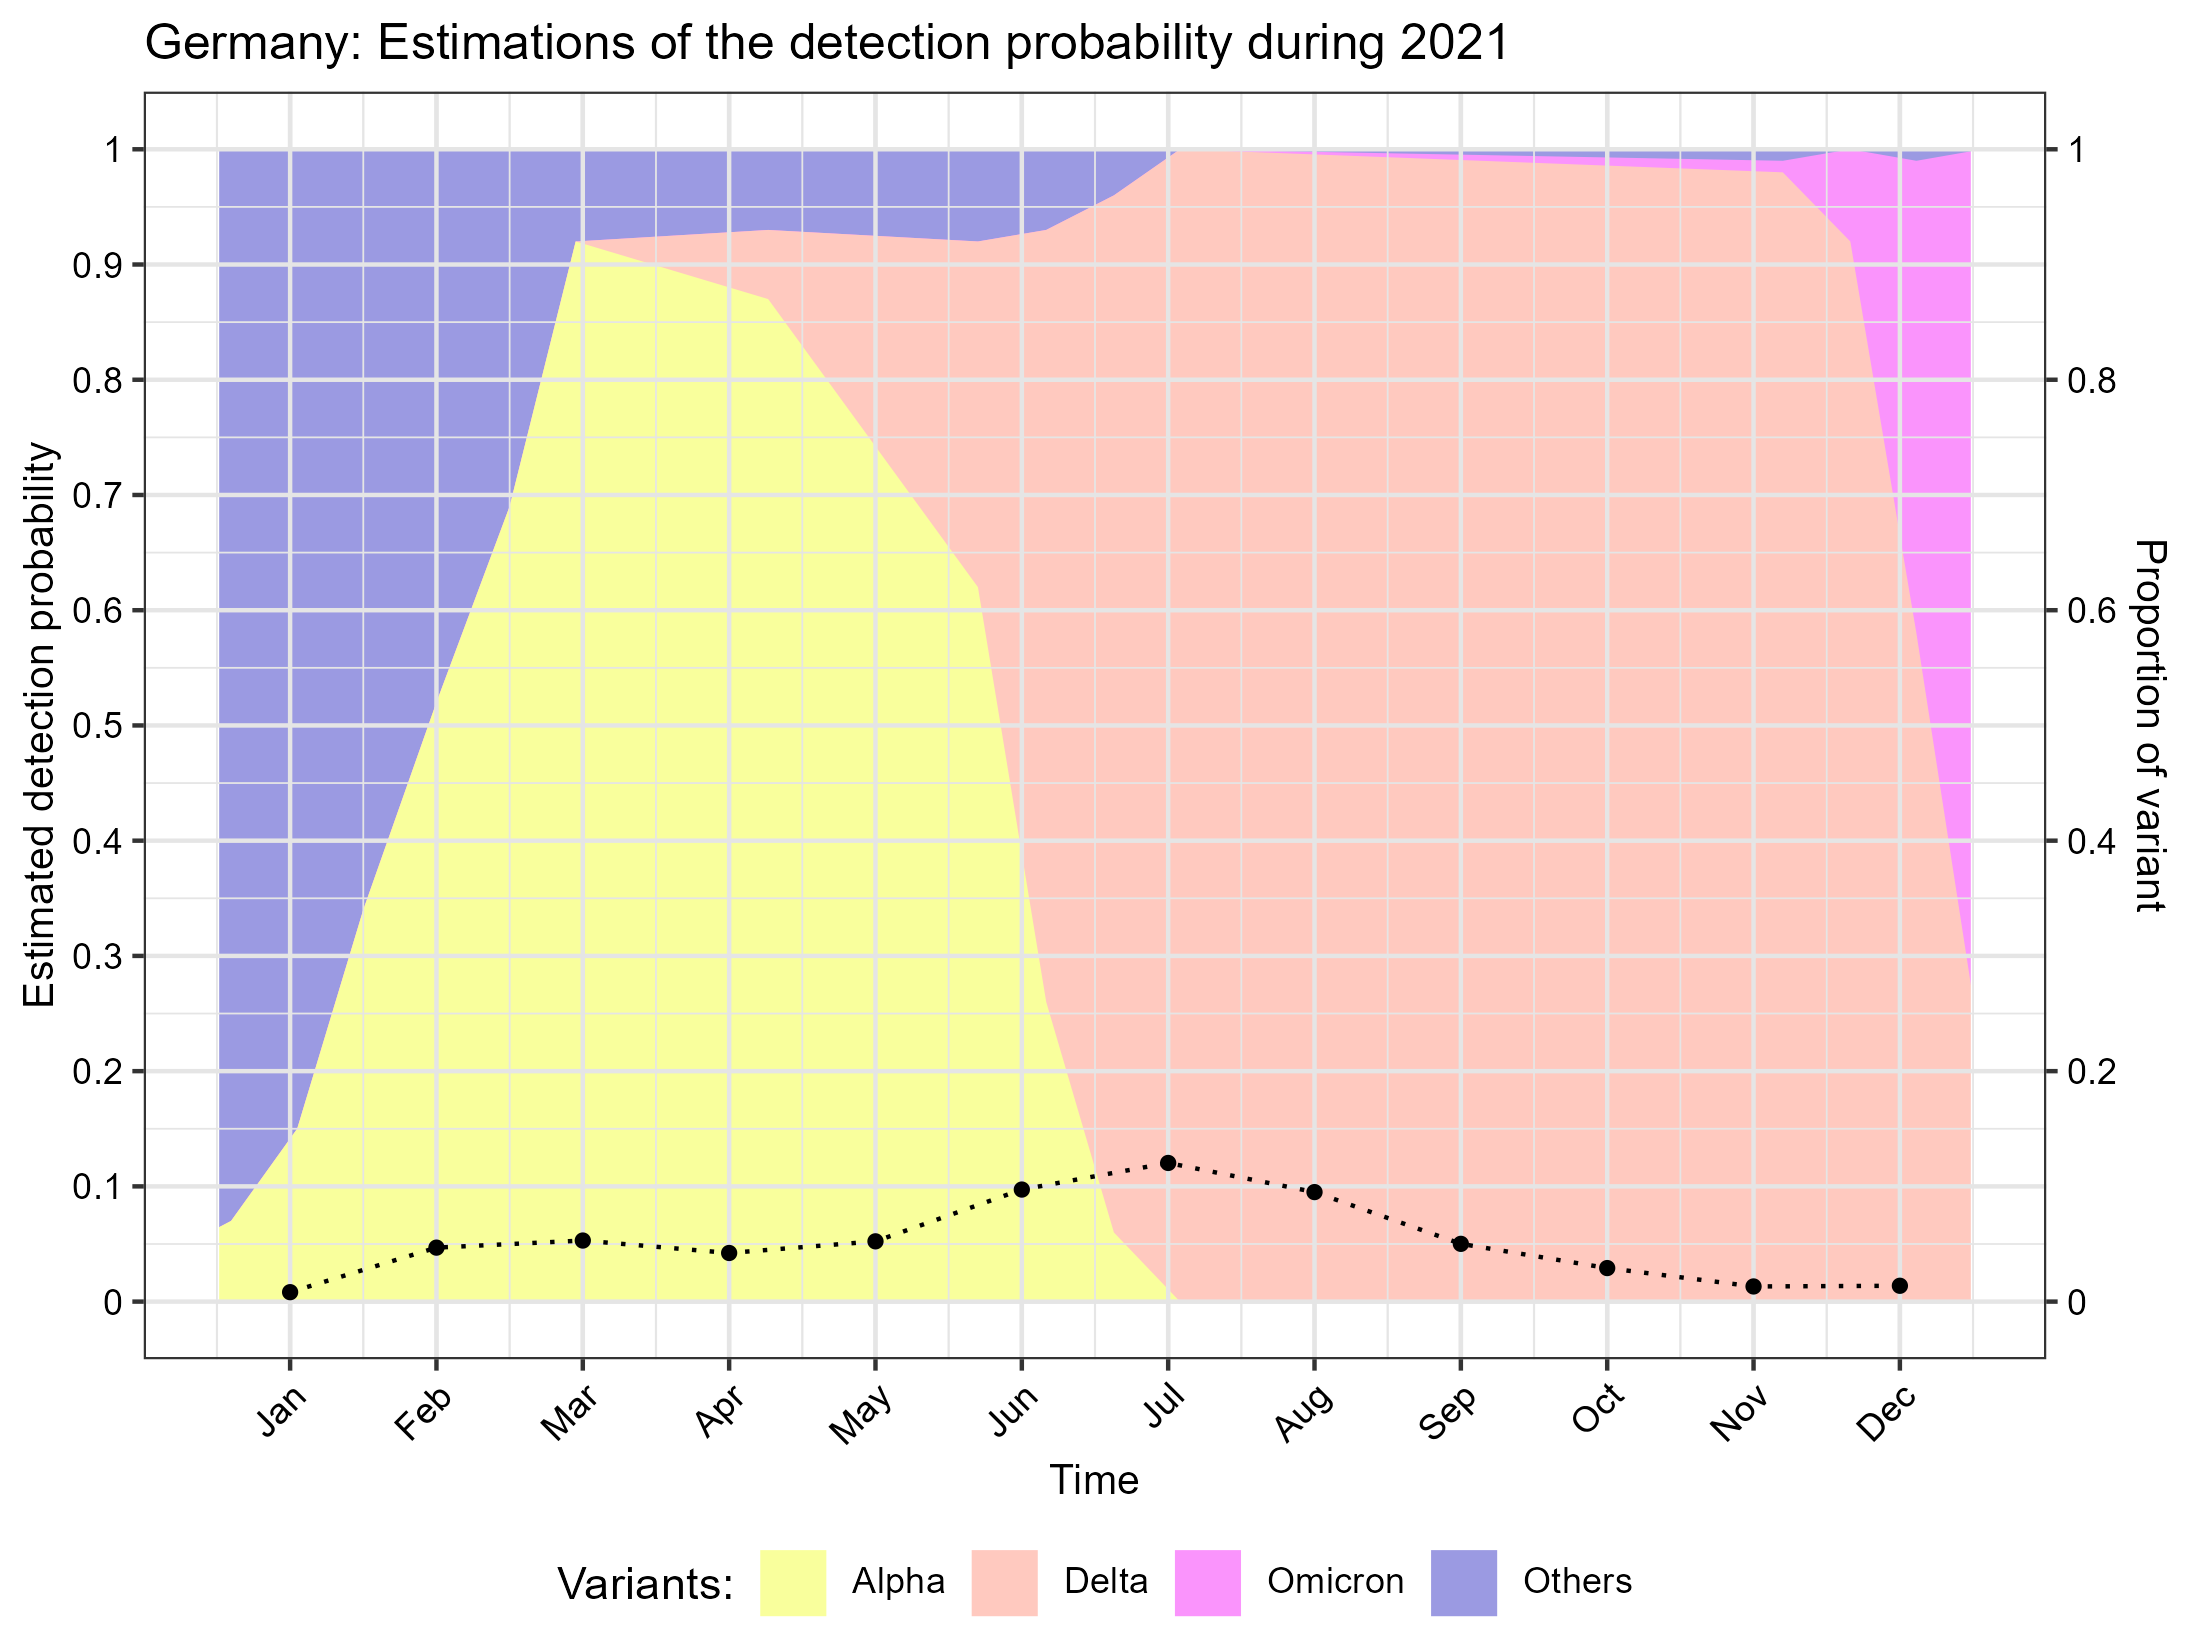 Germany: Estimations of the detection probability during 2021
Estimated detection probability
1
0.9
0.8
0.7
0.6
0.5
0.4
0.3
0.2
0.1
0
1
0.8
0.6
0.4
0.2
0
Proportion of variant
Jan Feb Mar Apr May Jun Jul Aug Sep Oct Nov Dec
Time
Variants: Alpha Delta Omicron Others